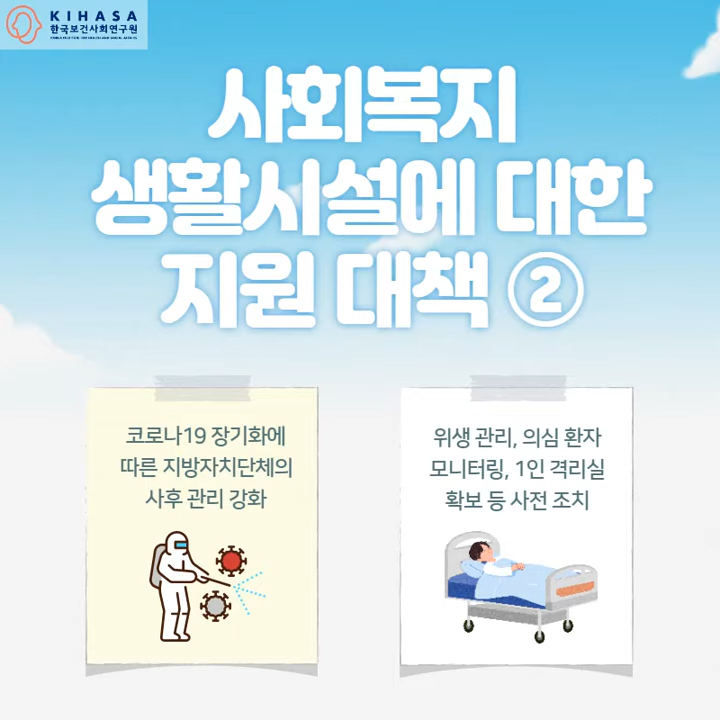 KIHASA
한국보건사회연구원
사회복지
생활시설에 대한
지원 대책 ②
코로나19 장기화에
따른 지방자치단체의
사후 관리 강화
위생 관리, 의심 환자
모니터링, 1인 격리실
확보 등 사전 조치